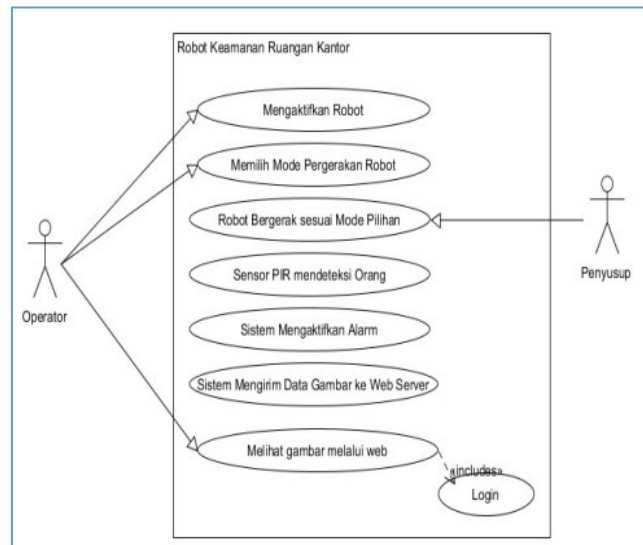 Robot Keamanan Ruangan Kantor
Mengaktifkan Robot
Memilih Mode Pergerakan Robot
Robot Bergerak sesuai Mode Pilihan
Sensor PIR mendeteksi Orang
Sistem Mengaktifkan Alarm
Sistem Mengirim Data Gambar ke Web Server
Melihat gambar melalui web
«includes»
Login
Operator
Penyusup